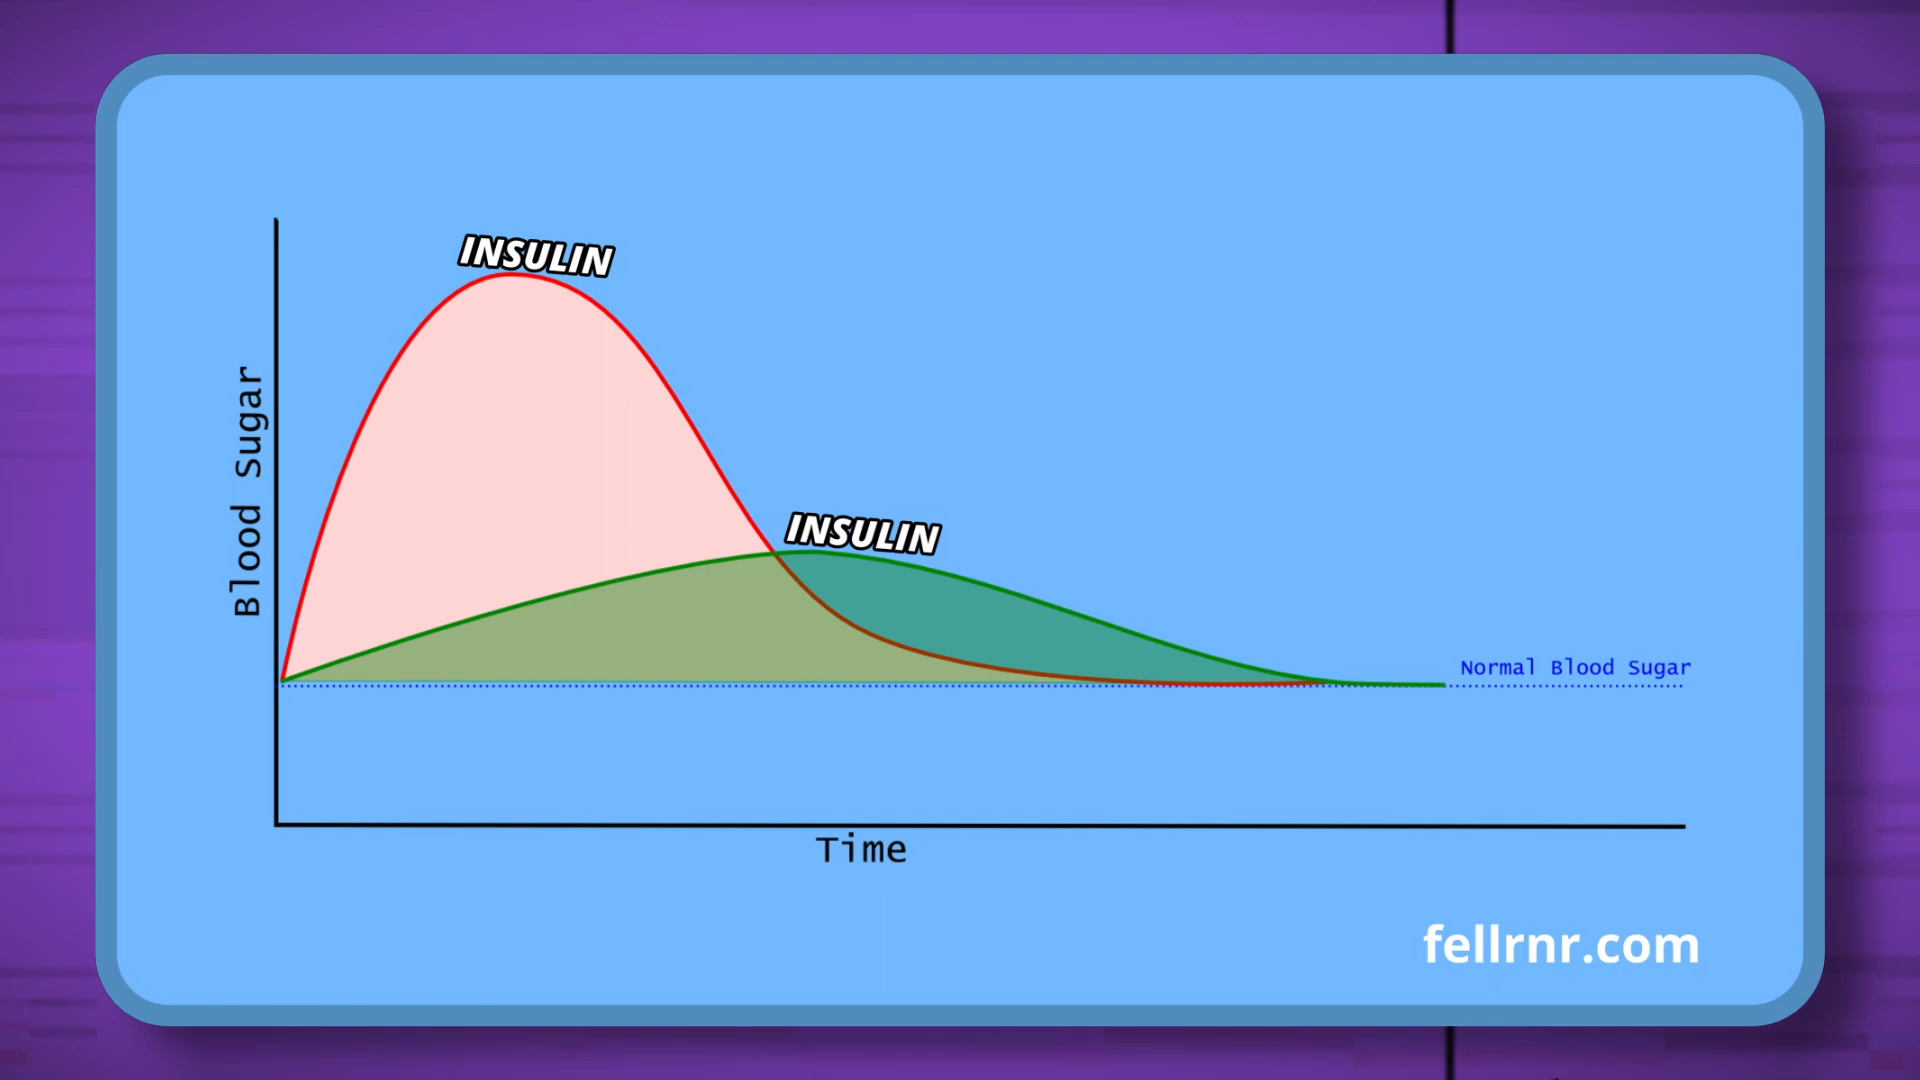 INSULIN
Blood Sugar
INSULIN
Normal Blood Sugar
Time
fellrnr.com